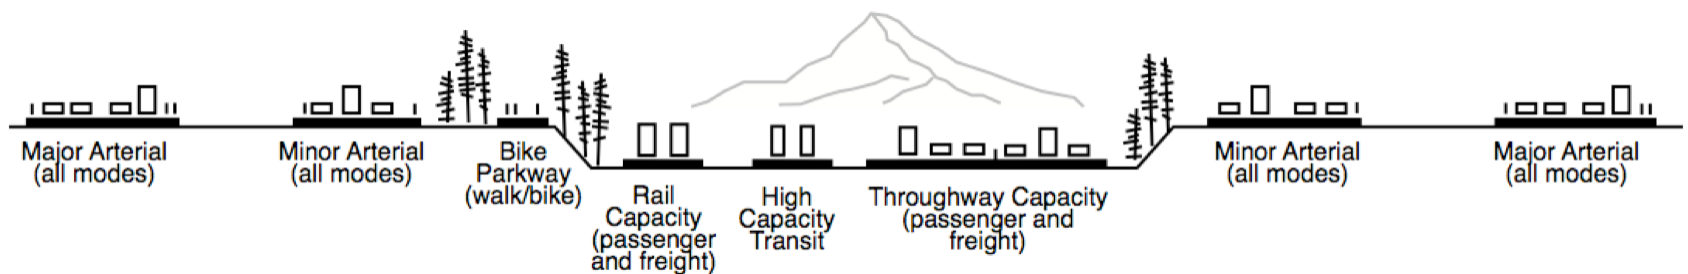 Major Arterial
(all modes)
Minor Arterial
(all modes)
Bike
Parkway
(walk/bike)
Rail
Capacity
(passenger
and freight)
High
Capacity
Transit
Throughway Capacity
(passenger and
freight)
Minor Arterial
(all modes)
Major Arterial
(all modes)